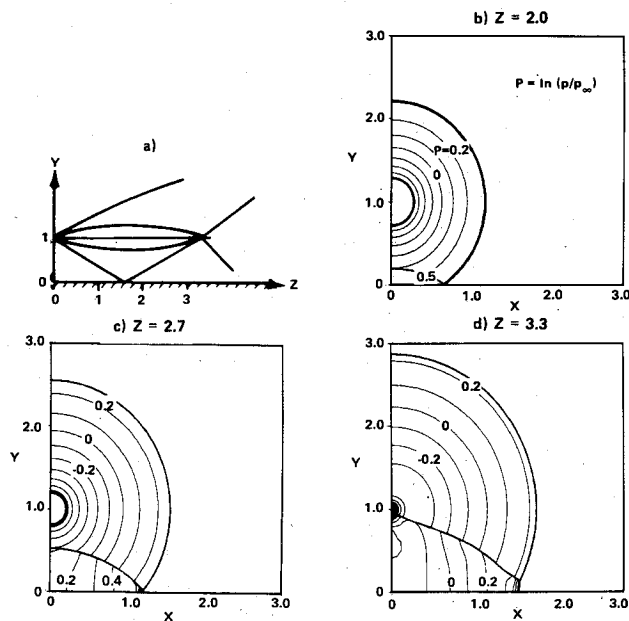 a)
Y
1
0
0 1 2 3
Z
b) Z = 2.0
3.0
P = ln (p/p∞)
2.0
P=0.2
Y
0
1.0
0.5
0
0 1.0 2.0 3.0
X
c) Z = 2.7
3.0
0.2
2.0
0
Y
-0.2
1.0
0.2 0.4
0
0 1.0 2.0 3.0
X
d) Z = 3.3
3.0
0.2
2.0
0
Y
-0.2
1.0
0 0.2
0
0 1.0 2.0 3.0
X